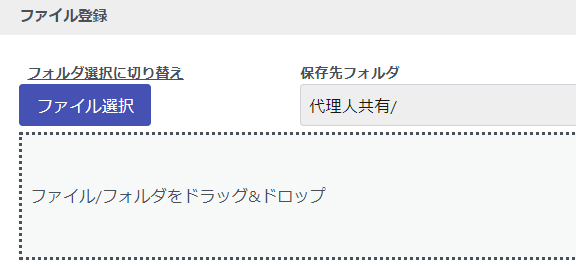 ファイル登録
フォルダ選択に切り替え
保存先フォルダ
ファイル選択
代理人共有/
ファイル/フォルダをドラッグ&ドロップ